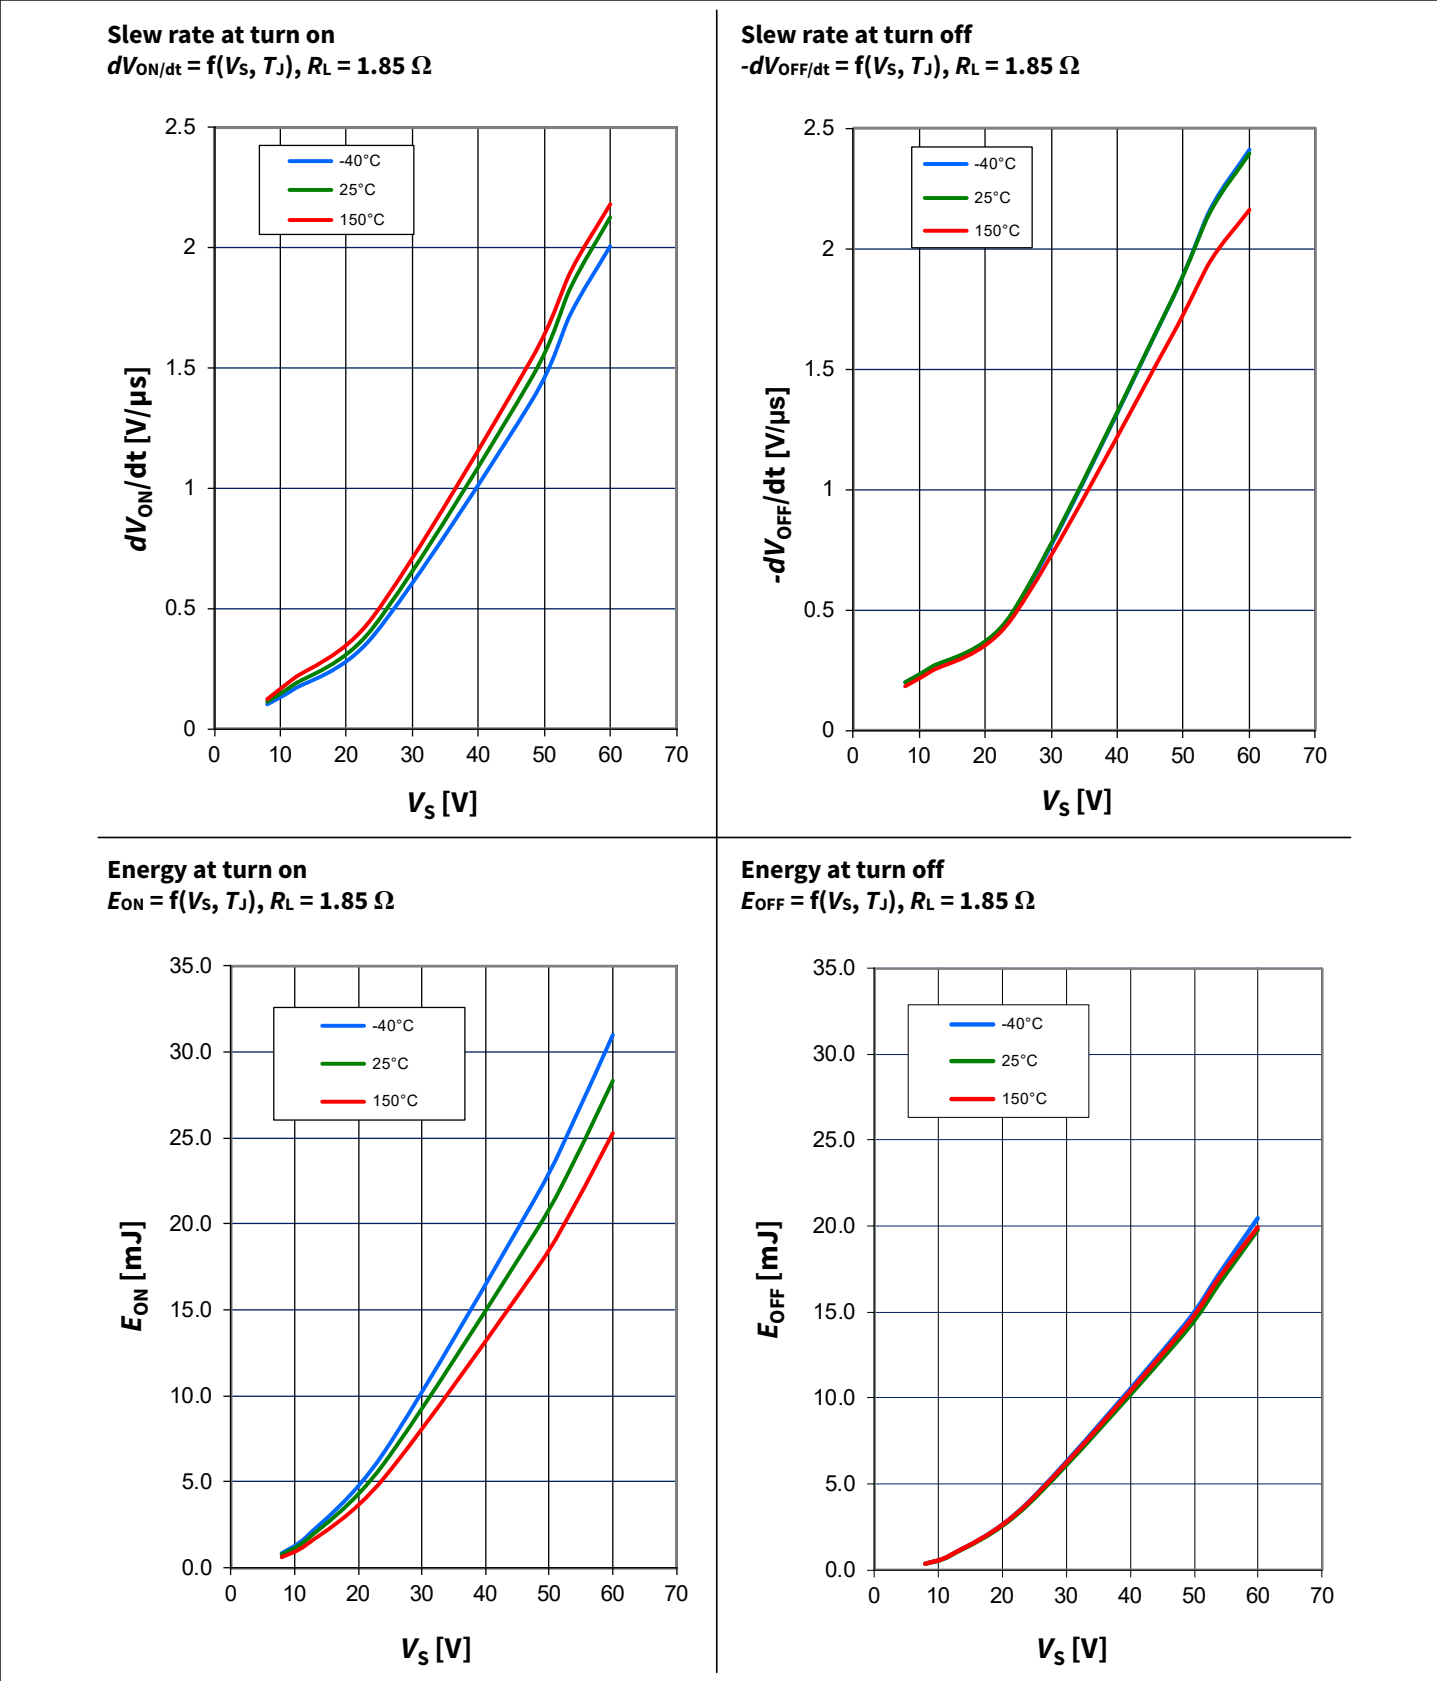 Slew rate at turn on
dVON/dt = f(VS, TJ), RL = 1.85 Ω
2.5
2
1.5
1
0.5
0
-40°C
25°C
150°C
dVON/dt [V/µs]
0 10 20 30 40 50 60 70
VS [V]
Slew rate at turn off
-dVOFF/dt = f(VS, TJ), RL = 1.85 Ω
2.5
2
1.5
1
0.5
0
-40°C
25°C
150°C
-dVOFF/dt [V/µs]
0 10 20 30 40 50 60 70
VS [V]
Energy at turn on
EON = f(VS, TJ), RL = 1.85 Ω
35.0
30.0
25.0
20.0
15.0
10.0
5.0
0.0
-40°C
25°C
150°C
EON [mJ]
0 10 20 30 40 50 60 70
VS [V]
Energy at turn off
EOFF = f(VS, TJ), RL = 1.85 Ω
35.0
30.0
25.0
20.0
15.0
10.0
5.0
0.0
-40°C
25°C
150°C
EOFF [mJ]
0 10 20 30 40 50 60 70
VS [V]